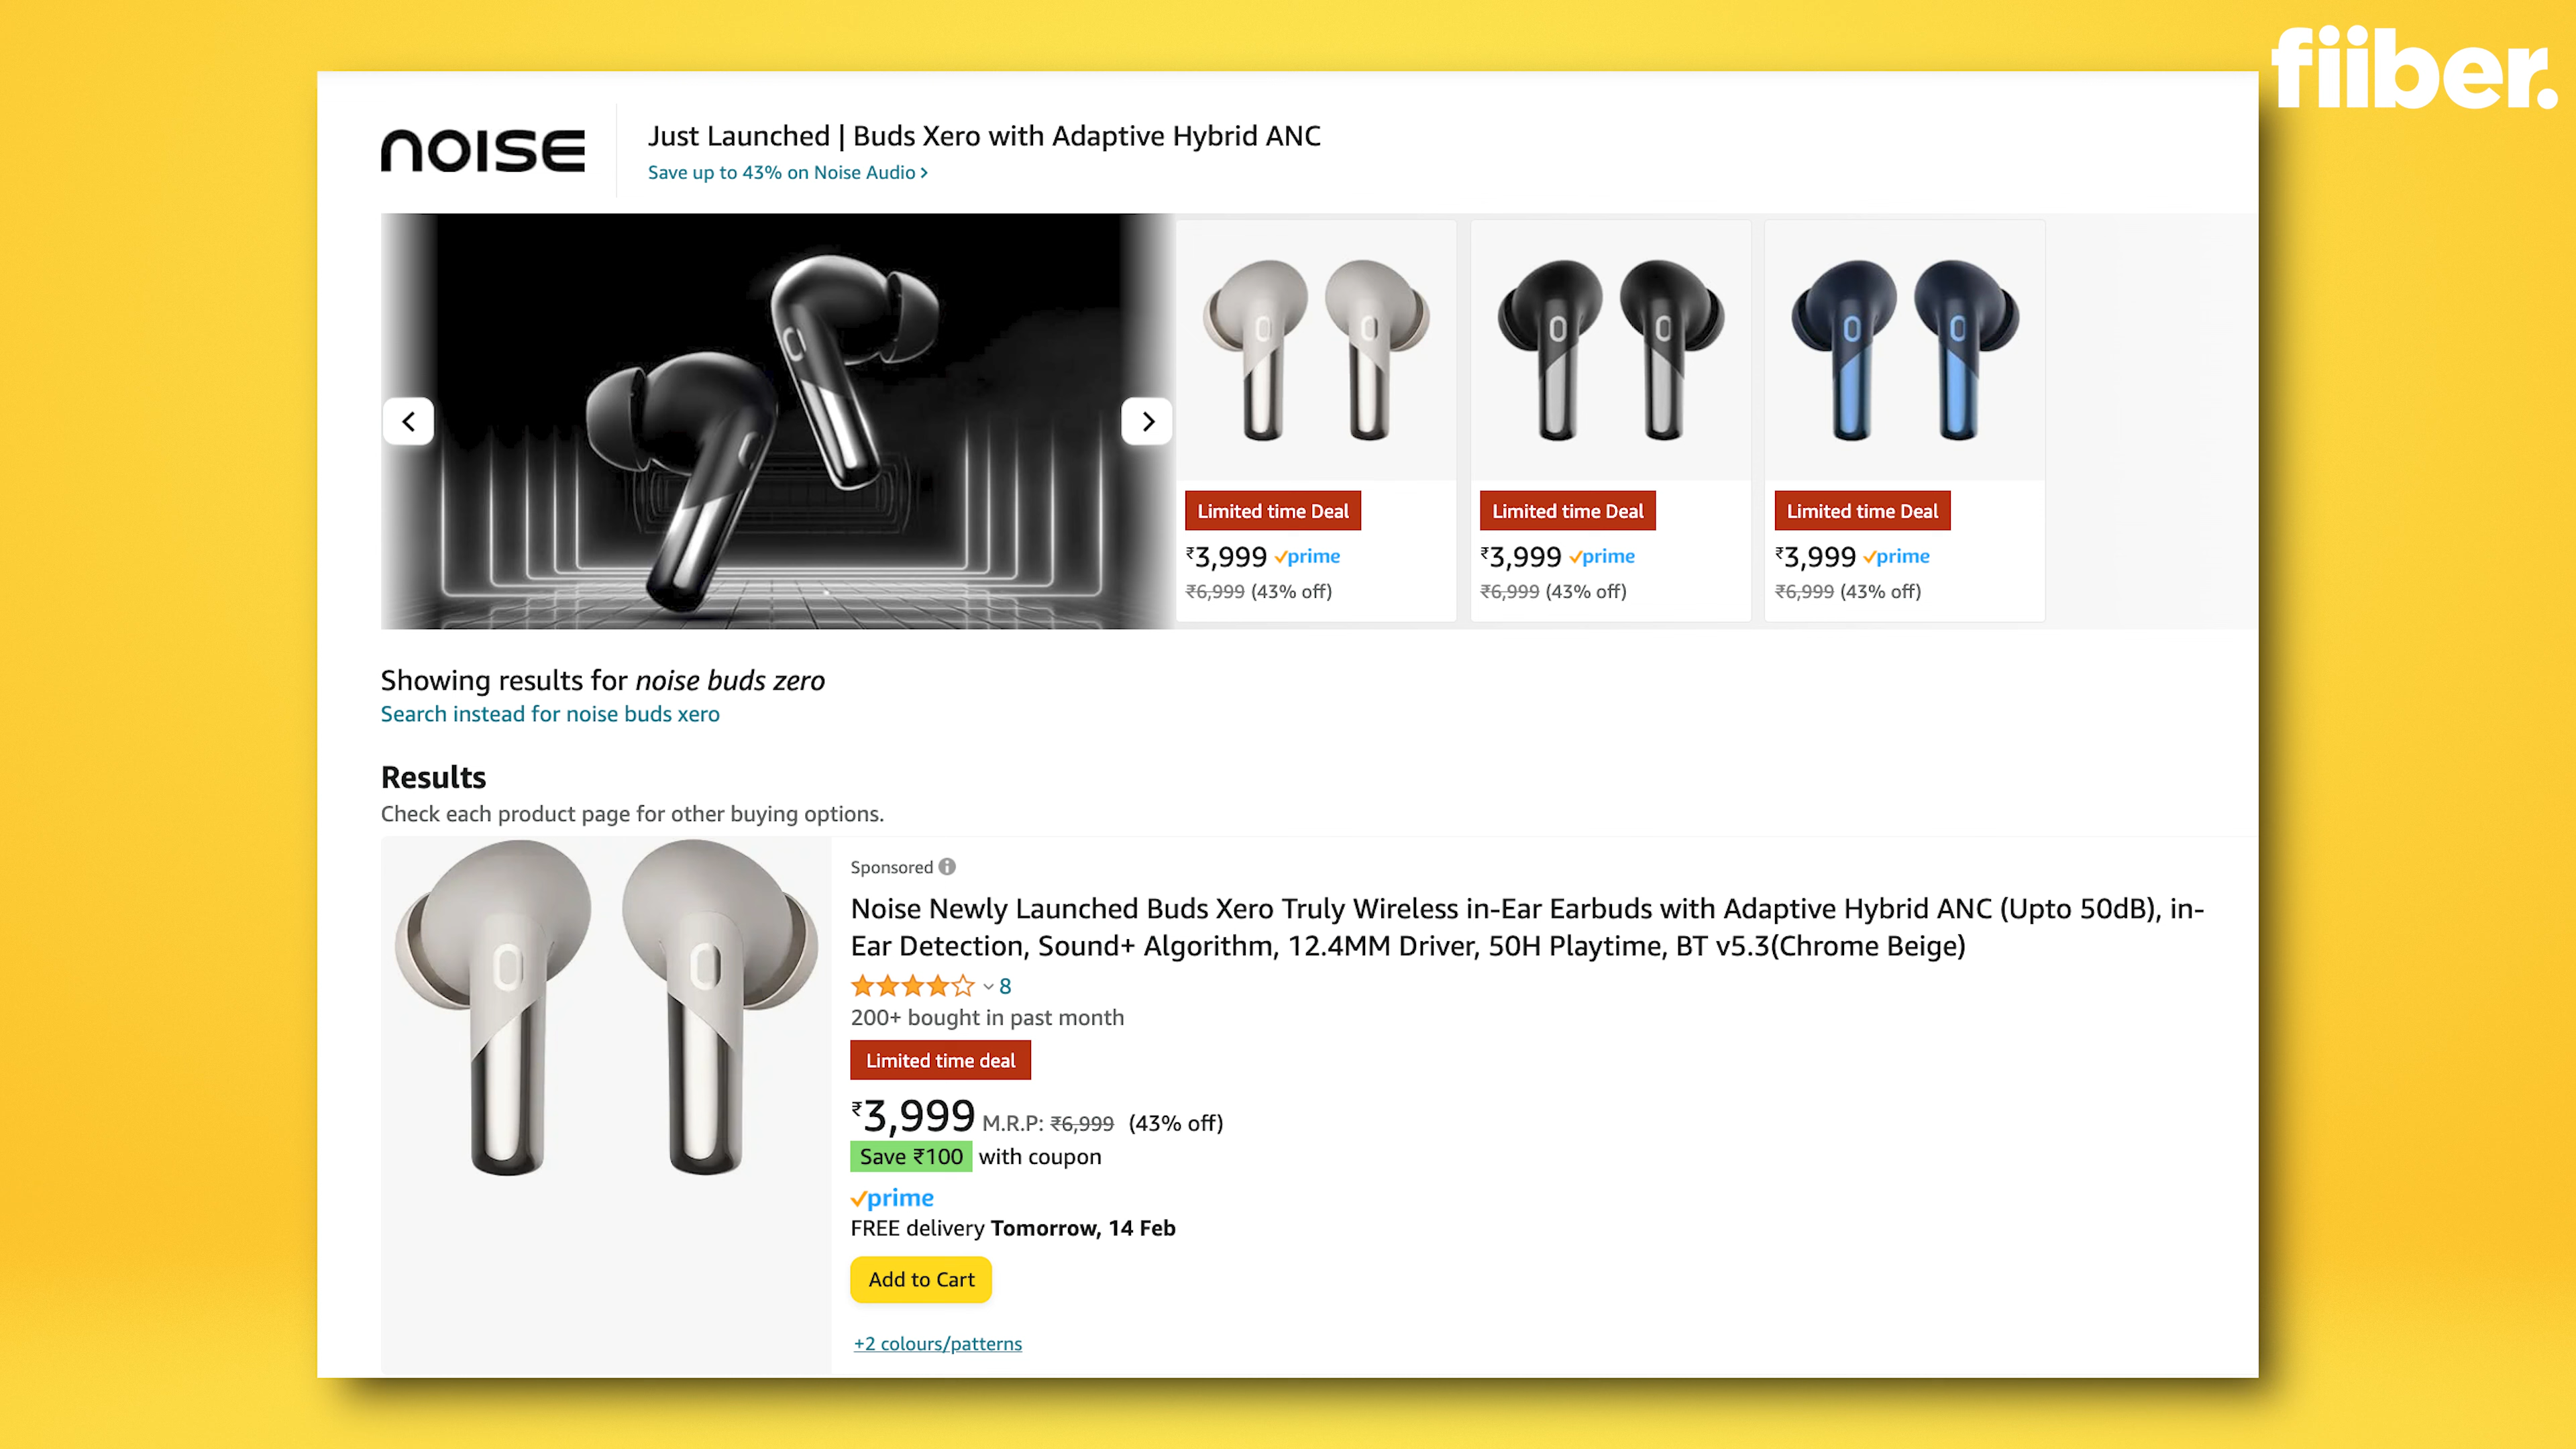 fiiber.
NOISE
Just Launched | Buds Xero with Adaptive Hybrid ANC
Save up to 43% on Noise Audio ›
Limited time Deal
₹3,999 prime
₹6,999 (43% off)
Limited time Deal
₹3,999 prime
₹6,999 (43% off)
Limited time Deal
₹3,999 prime
₹6,999 (43% off)
Showing results for noise buds zero
Search instead for noise buds xero
Results
Check each product page for other buying options.
Sponsored
Noise Newly Launched Buds Xero Truly Wireless in-Ear Earbuds with Adaptive Hybrid ANC (Upto 50dB), in-
Ear Detection, Sound+ Algorithm, 12.4MM Driver, 50H Playtime, BT v5.3(Chrome Beige)
8
200+ bought in past month
Limited time deal
₹3,999 M.R.P: ₹6,999 (43% off)
Save ₹100 with coupon
prime
FREE delivery Tomorrow, 14 Feb
Add to Cart
+2 colours/patterns